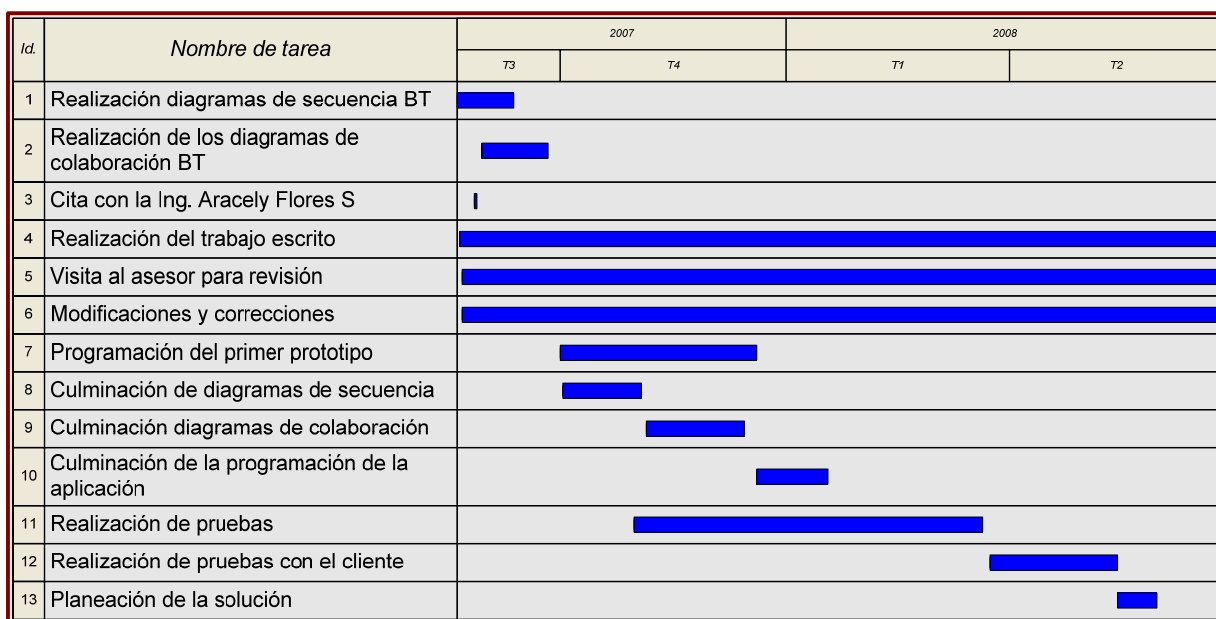 Id. Nombre de tarea 2007 2008
T3 T4 T1 T2
1 Realización diagramas de secuencia BT
2 Realización de los diagramas de
colaboración BT
3 Cita con la Ing. Aracely Flores S
4 Realización del trabajo escrito
5 Visita al asesor para revisión
6 Modificaciones y correcciones
7 Programación del primer prototipo
8 Culminación de diagramas de secuencia
9 Culminación diagramas de colaboración
10 Culminación de la programación de la
aplicación
11 Realización de pruebas
12 Realización de pruebas con el cliente
13 Planeación de la solución